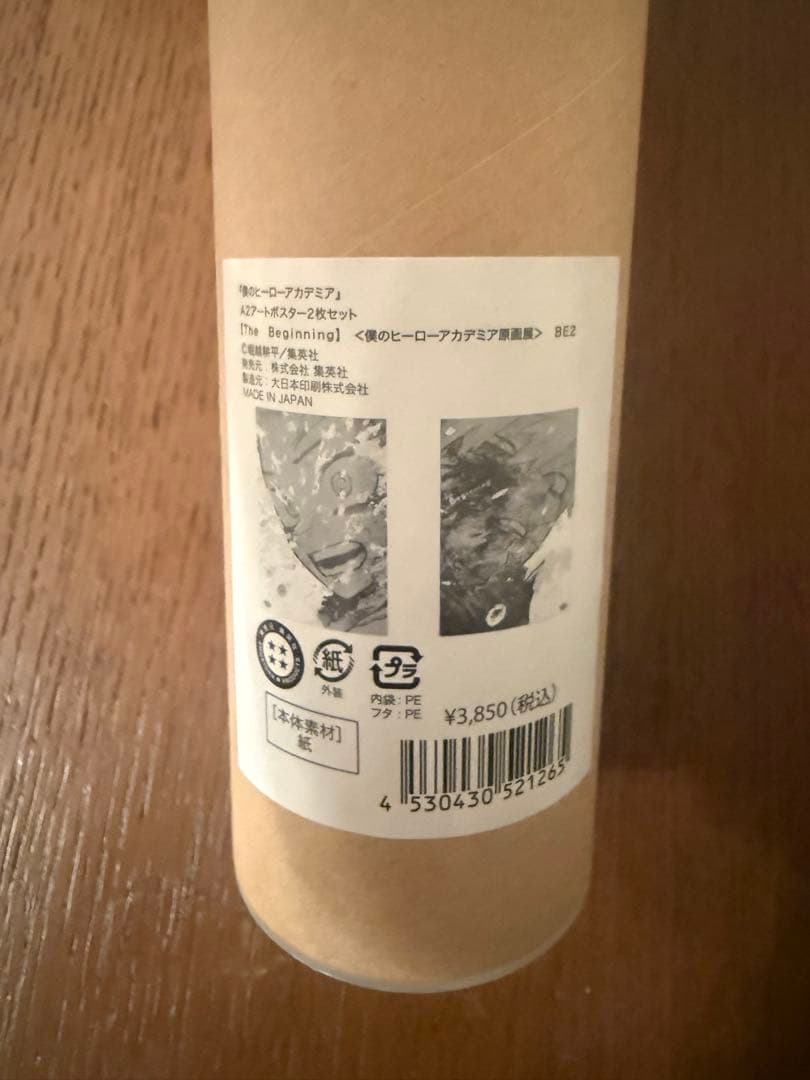 『僕のヒーローアカデミア』
A2アートポスター2枚セット
【The Beginning】 <僕のヒーローアカデミア原画展> BE2
©堀越耕平/集英社
発売元:株式会社 集英社
製造元:大日本印刷株式会社
MADE IN JAPAN
紙
外装
プラ
内袋:PE
フタ:PE
¥3,850(税込)
[本体素材]
紙
4 530430 521265